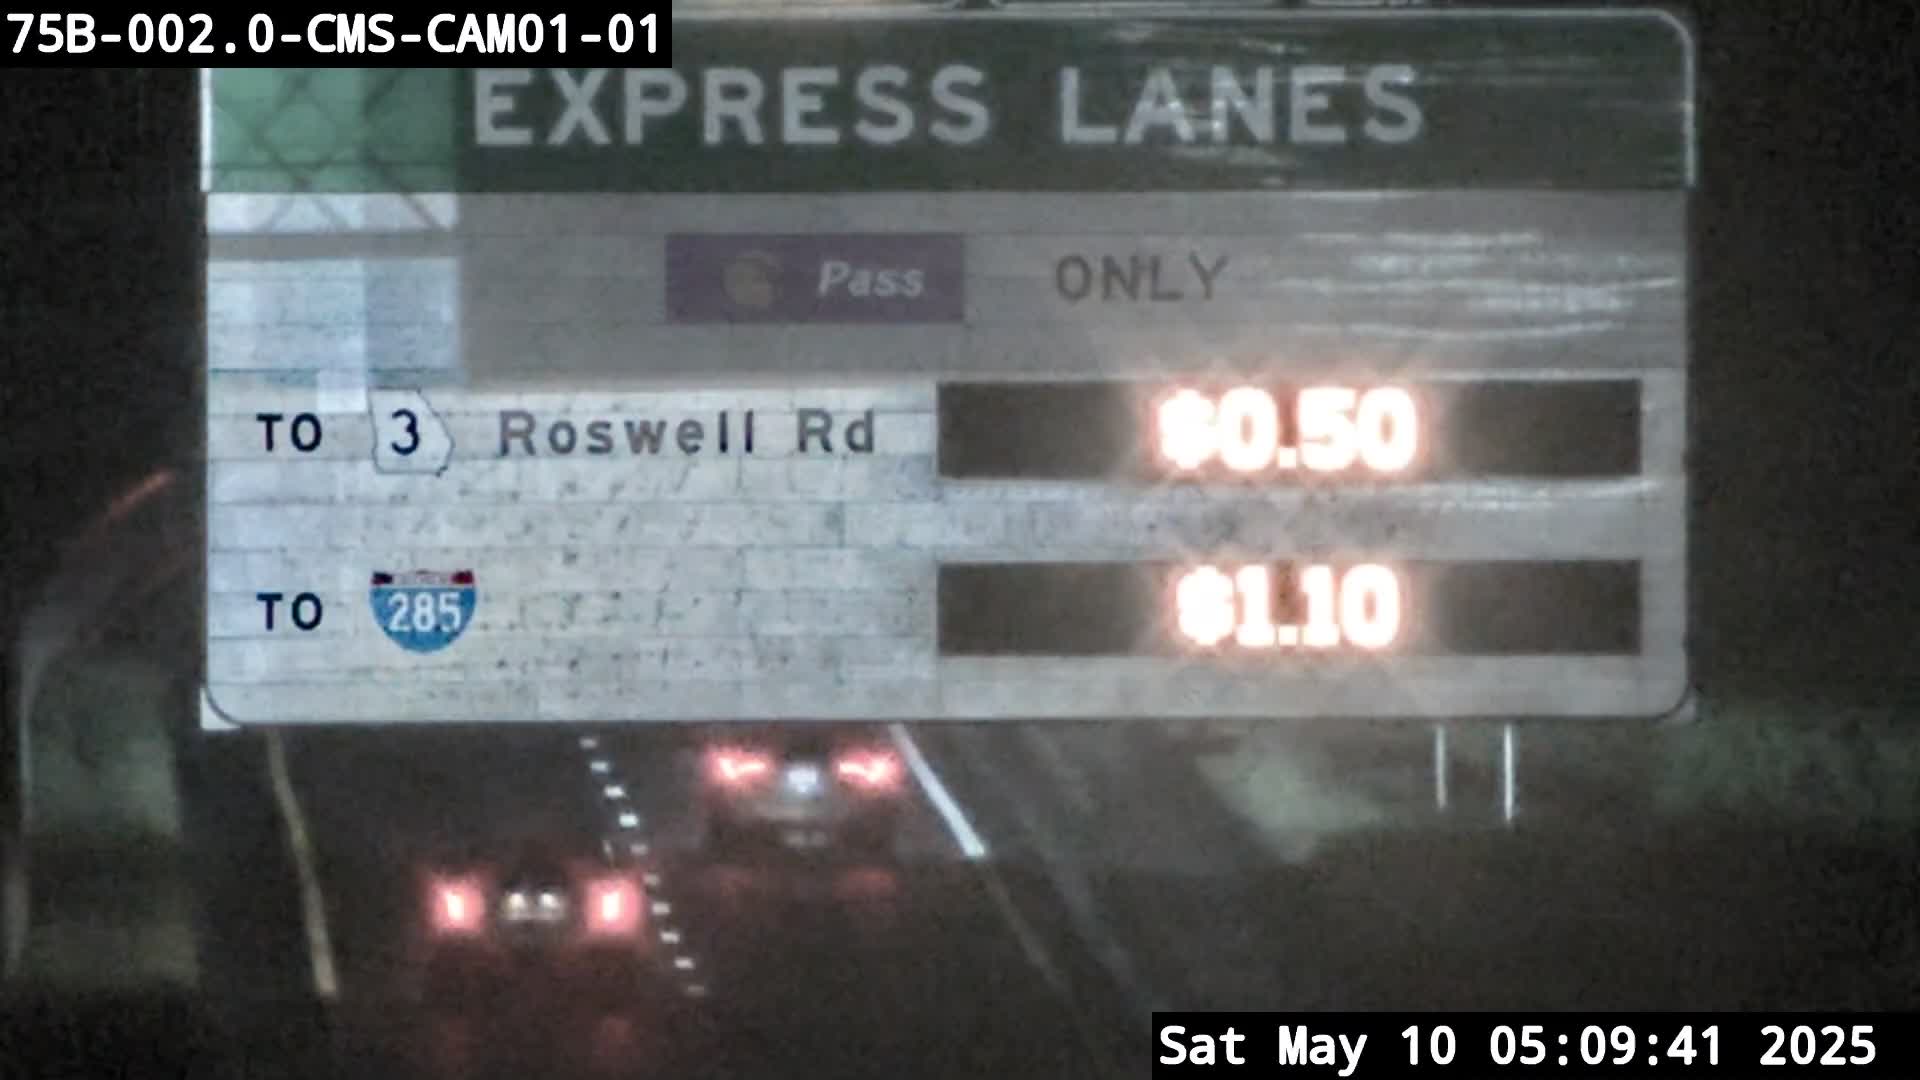 75B-002.0-CMS-CAM01-01
EXPRESS LANES
Pass ONLY
TO 3 Roswell Rd $0.50
TO 285 $1.10
Sat May 10 05:09:41 2025